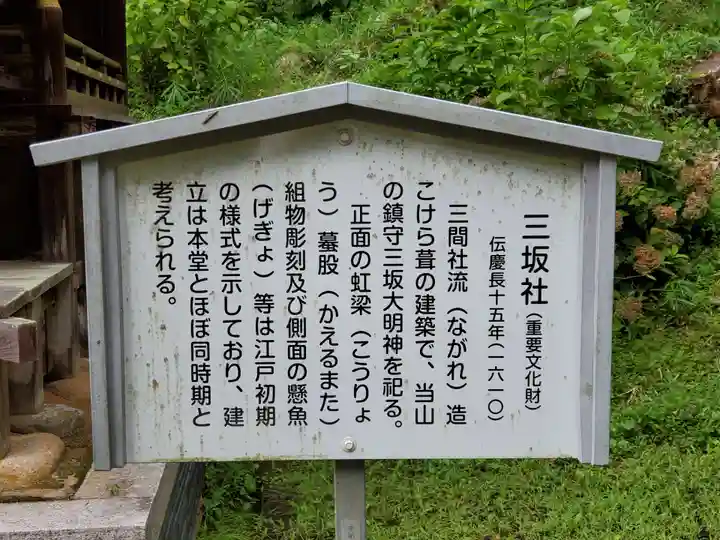 三坂社（重要文化財）
伝慶長十五年（一六一〇）
三間社流（ながれ）造
こけら葺の建築で、当山
の鎮守三坂大明神を祀る。
正面の虹梁（こうりょ
う）蟇股（かえるまた）
組物彫刻及び側面の懸魚
（げぎょ）等は江戸初期
の様式を示しており、建
立は本堂とほぼ同時期と
考えられる。